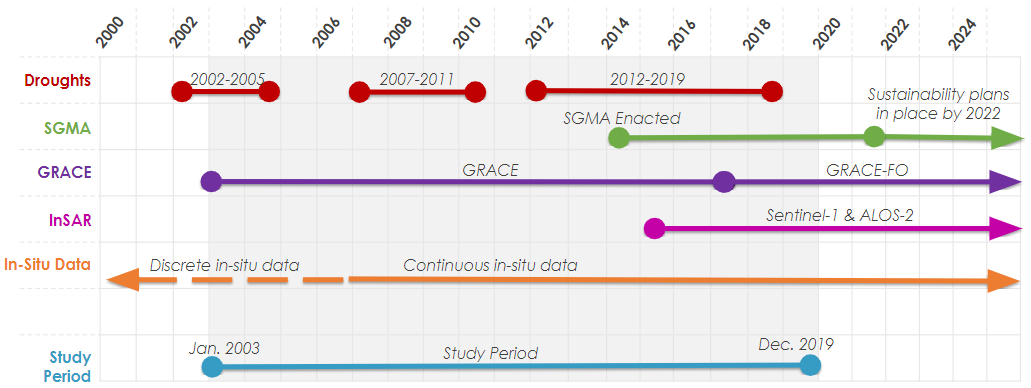 2000 2002 2004 2006 2008 2010 2012 2014 2016 2018 2020 2022 2024
Droughts
2002-2005
2007-2011
2012-2019
SGMA
SGMA Enacted
Sustainability plans
in place by 2022
GRACE
GRACE
GRACE-FO
InSAR
Sentinel-1 & ALOS-2
In-Situ Data
Discrete in-situ data
Continuous in-situ data
Study
Period
Jan. 2003
Study Period
Dec. 2019